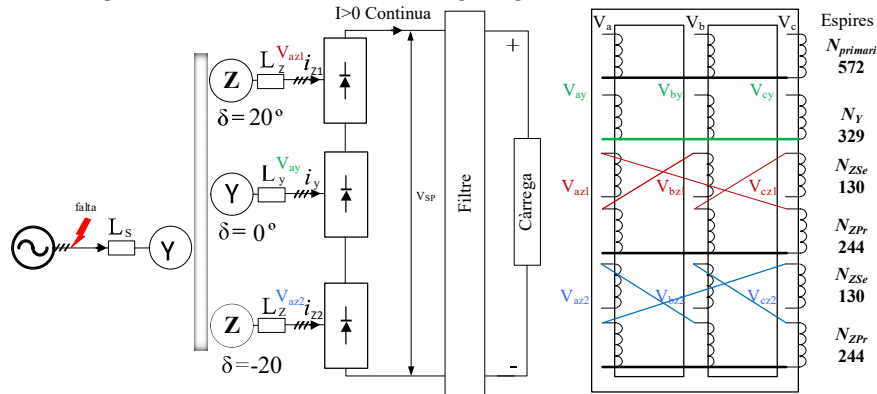 I>0 Continua
Z
L_z
V_az1
i_Z1
δ=20º
Y
L_y
V_ay
i_y
δ=0º
falta
L_S
Y
Z
L_Z
V_az2
i_Z2
δ=-20
V_SP
Filtre
+
Càrrega
-
V_a
V_b
V_c
Espires
N_primari
572
V_ay
V_by
V_cy
N_Y
329
V_az1
V_bz1
V_cz1
N_ZSe
130
N_ZPr
244
V_az2
V_bz2
V_cz2
N_ZSe
130
N_ZPr
244